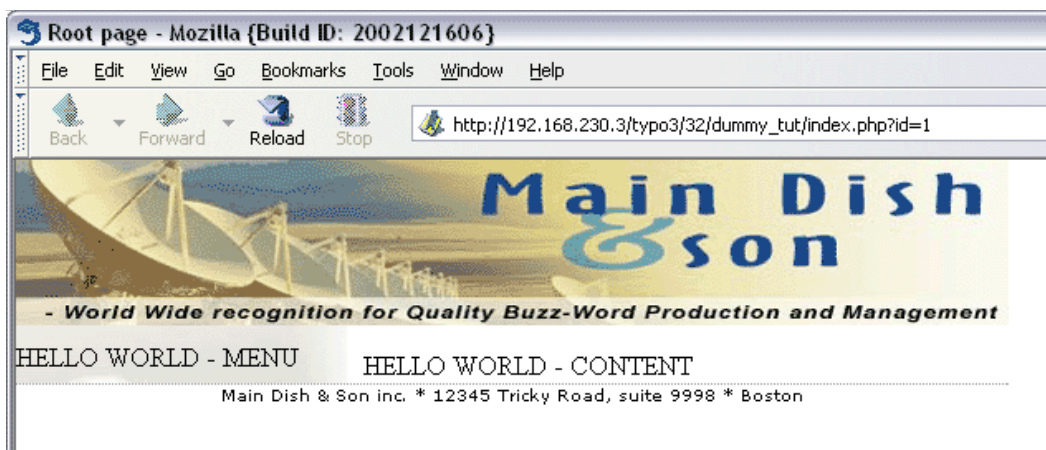 Root page - Mozilla {Build ID: 2002121606}
File Edit View Go Bookmarks Tools Window Help
Back Forward Reload Stop http://192.168.230.3/typo3/32/dummy_tut/index.php?id=1
Main Dish
& son
- World Wide recognition for Quality Buzz-Word Production and Management
HELLO WORLD - MENU
HELLO WORLD - CONTENT
Main Dish & Son inc. * 12345 Tricky Road, suite 9998 * Boston